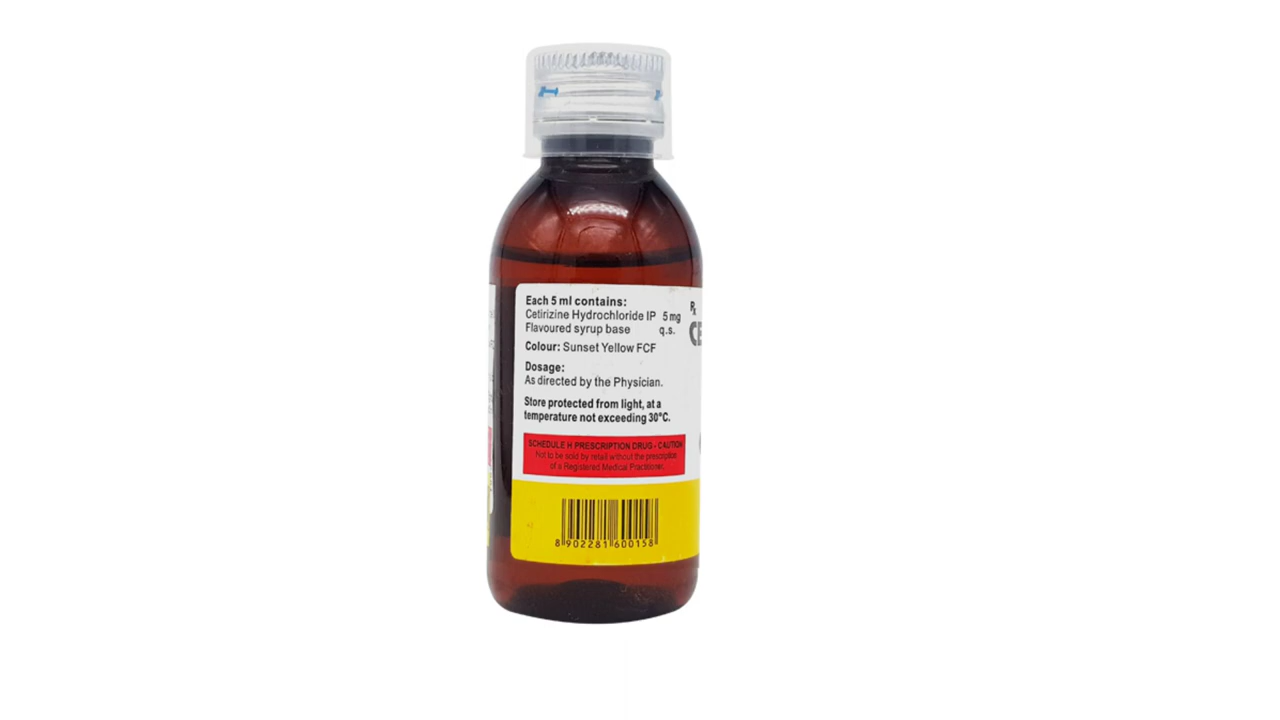 Each 5 ml contains:
Cetirizine Hydrochloride IP 5 mg
Flavoured syrup base q.s.
Colour: Sunset Yellow FCF
Dosage:
As directed by the Physician.
Store protected from light, at a
temperature not exceeding 30°C.
SCHEDULE H PRESCRIPTION DRUG - CAUTION
Not to be sold by retail without the prescription
of a Registered Medical Practitioner.
8 902281 600158
Rx
CE